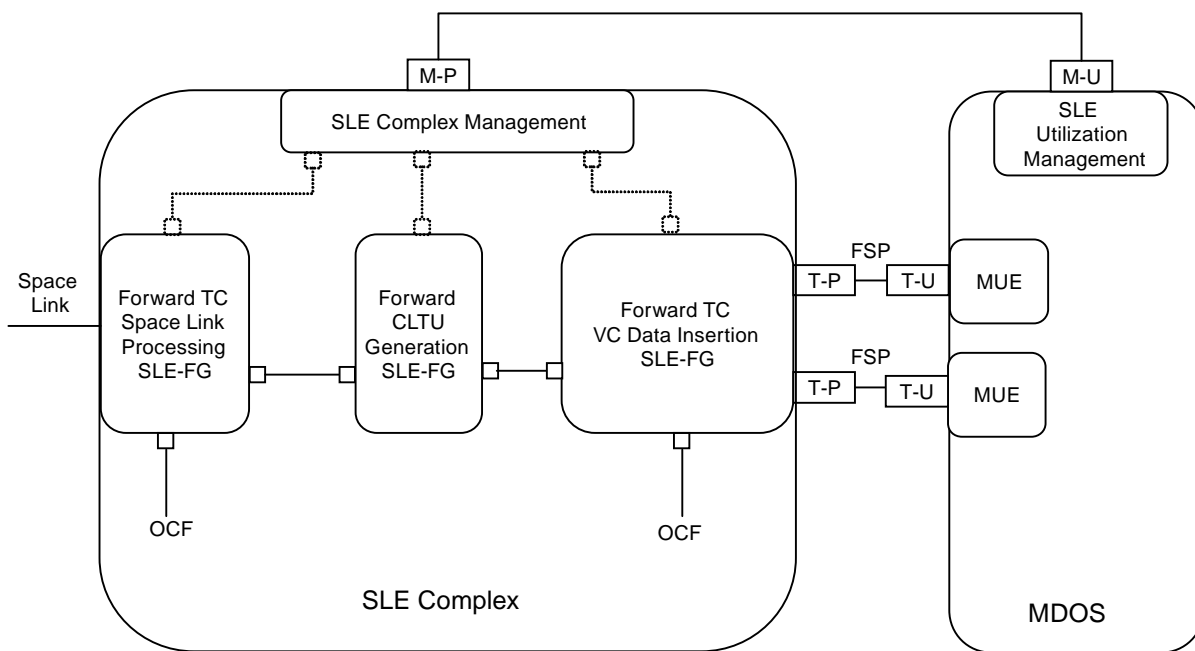 M-P
M-U
SLE Complex Management
SLE
Utilization
Management
Space
Link
Forward TC
Space Link
Processing
SLE-FG
Forward
CLTU
Generation
SLE-FG
Forward TC
VC Data Insertion
SLE-FG
FSP
T-P
T-U
MUE
FSP
T-P
T-U
MUE
OCF
OCF
SLE Complex
MDOS